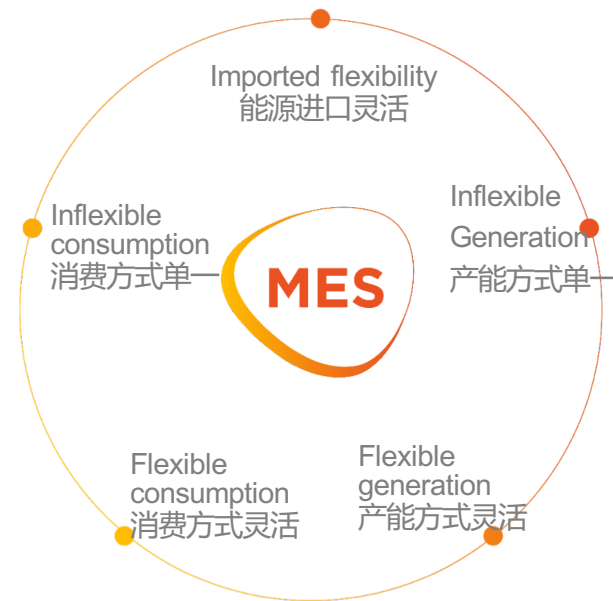 Imported flexibility
能源进口灵活
Inflexible
consumption
消费方式单一
MES
Inflexible
Generation
产能方式单一
Flexible
consumption
消费方式灵活
Flexible
generation
产能方式灵活